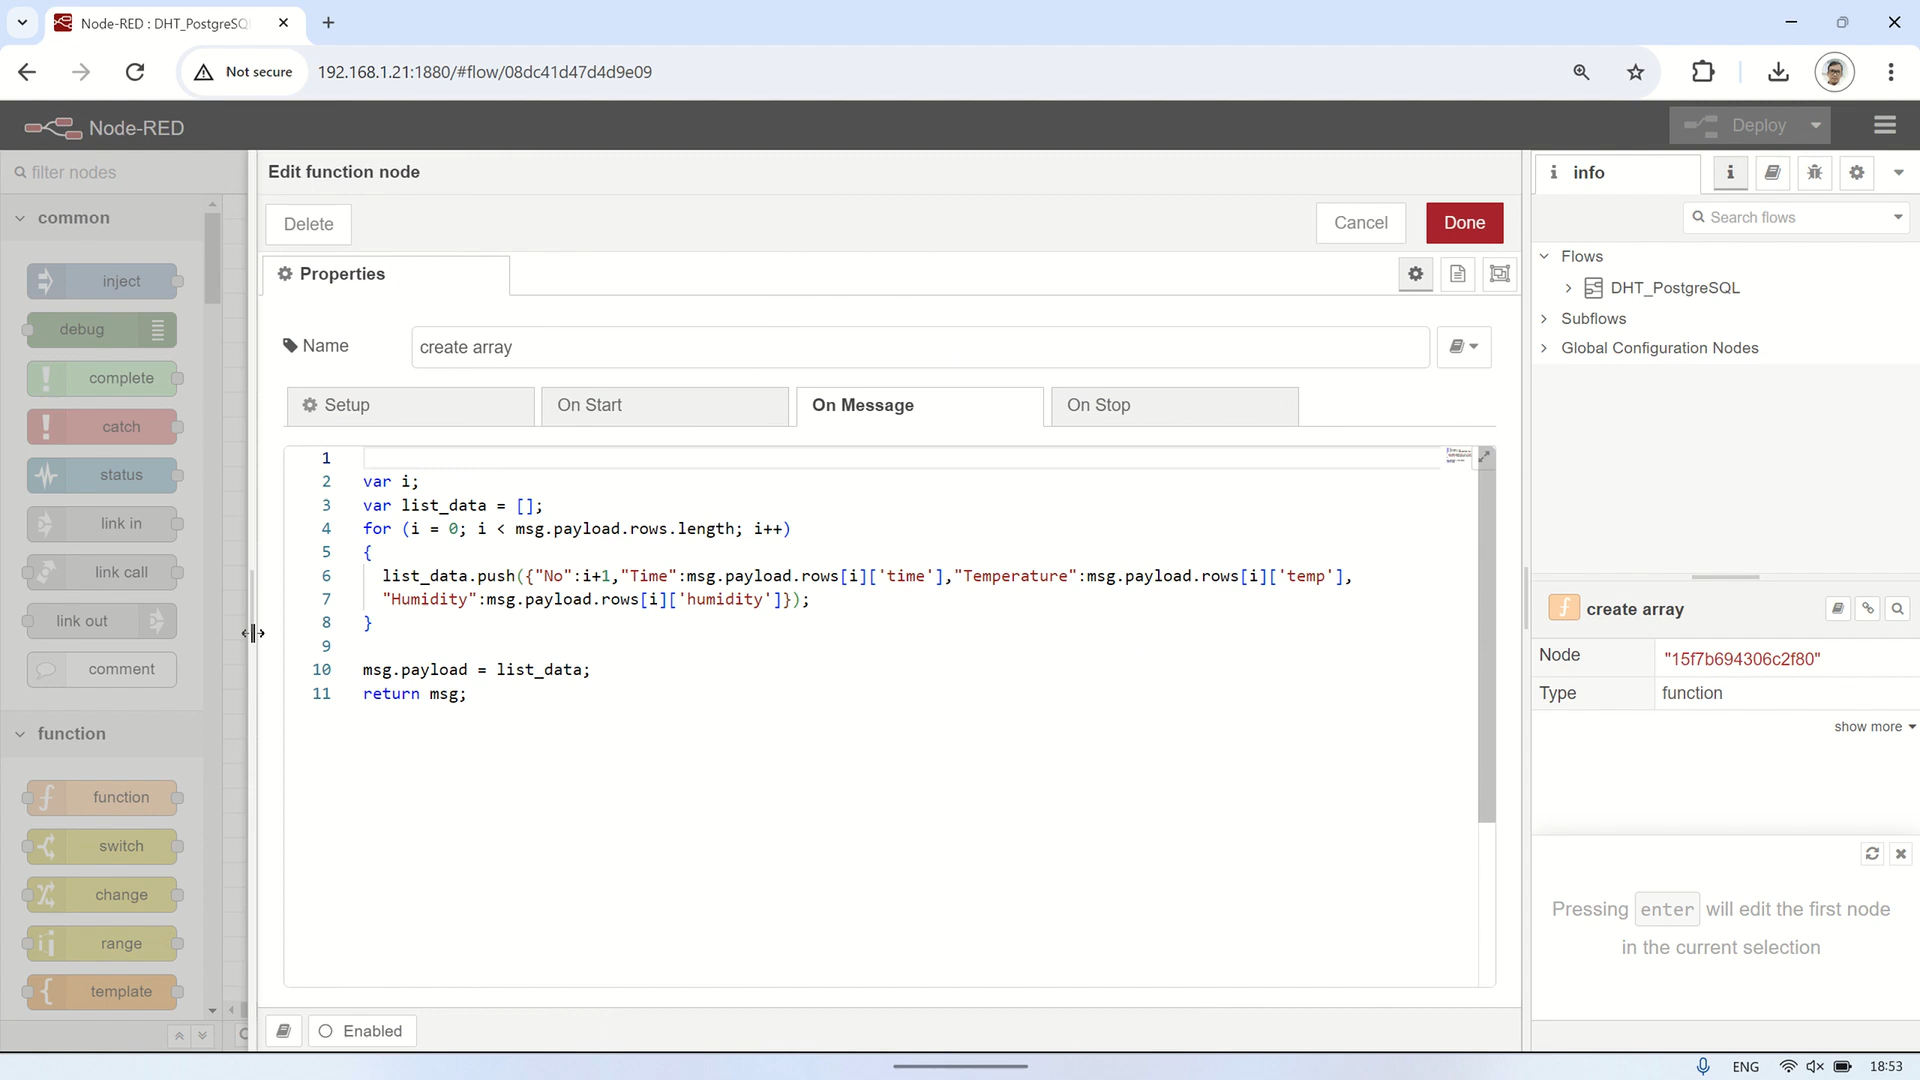 Node-RED : DHT_PostgreSQ
Not secure
192.168.1.21:1880/#flow/08dc41d47d4d9e09
Node-RED
Deploy
filter nodes
common
inject
debug
complete
catch
status
link in
link call
link out
comment
function
function
switch
change
range
template
Edit function node
Delete
Cancel
Done
Properties
Name
create array
Setup
On Start
On Message
On Stop
1
2 var i;
3 var list_data = [];
4 for (i = 0; i < msg.payload.rows.length; i++)
5 {
6 list_data.push({"No":i+1,"Time":msg.payload.rows[i]['time'],"Temperature":msg.payload.rows[i]['temp'],
7 "Humidity":msg.payload.rows[i]['humidity']});
8 }
9
10 msg.payload = list_data;
11 return msg;
Enabled
info
Search flows
Flows
DHT_PostgreSQL
Subflows
Global Configuration Nodes
create array
Node "15f7b694306c2f80"
Type function
show more
Pressing enter will edit the first node
in the current selection
ENG
18:53